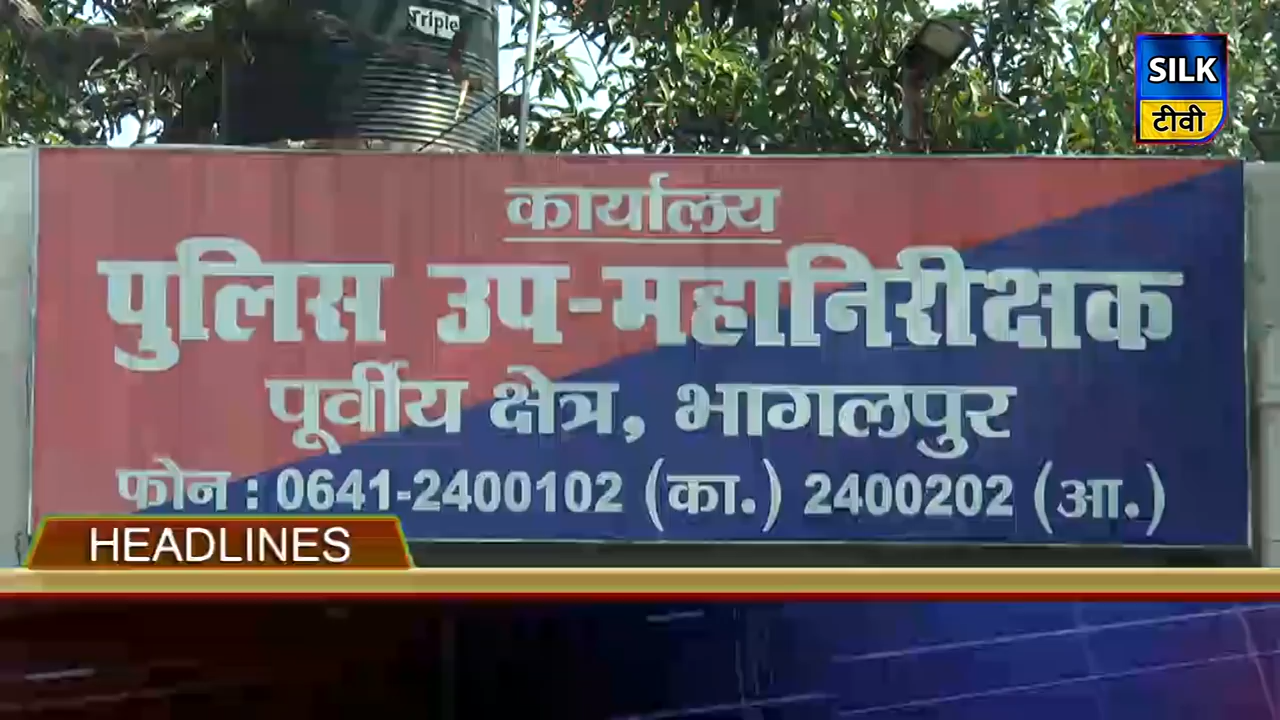 Triple
SILK
टीवी
कार्यालय
पुलिस उप-महानिरीक्षक
पूर्वीय क्षेत्र, भागलपुर
फोन : 0641-2400102 (का.) 2400202 (आ.)
HEADLINES